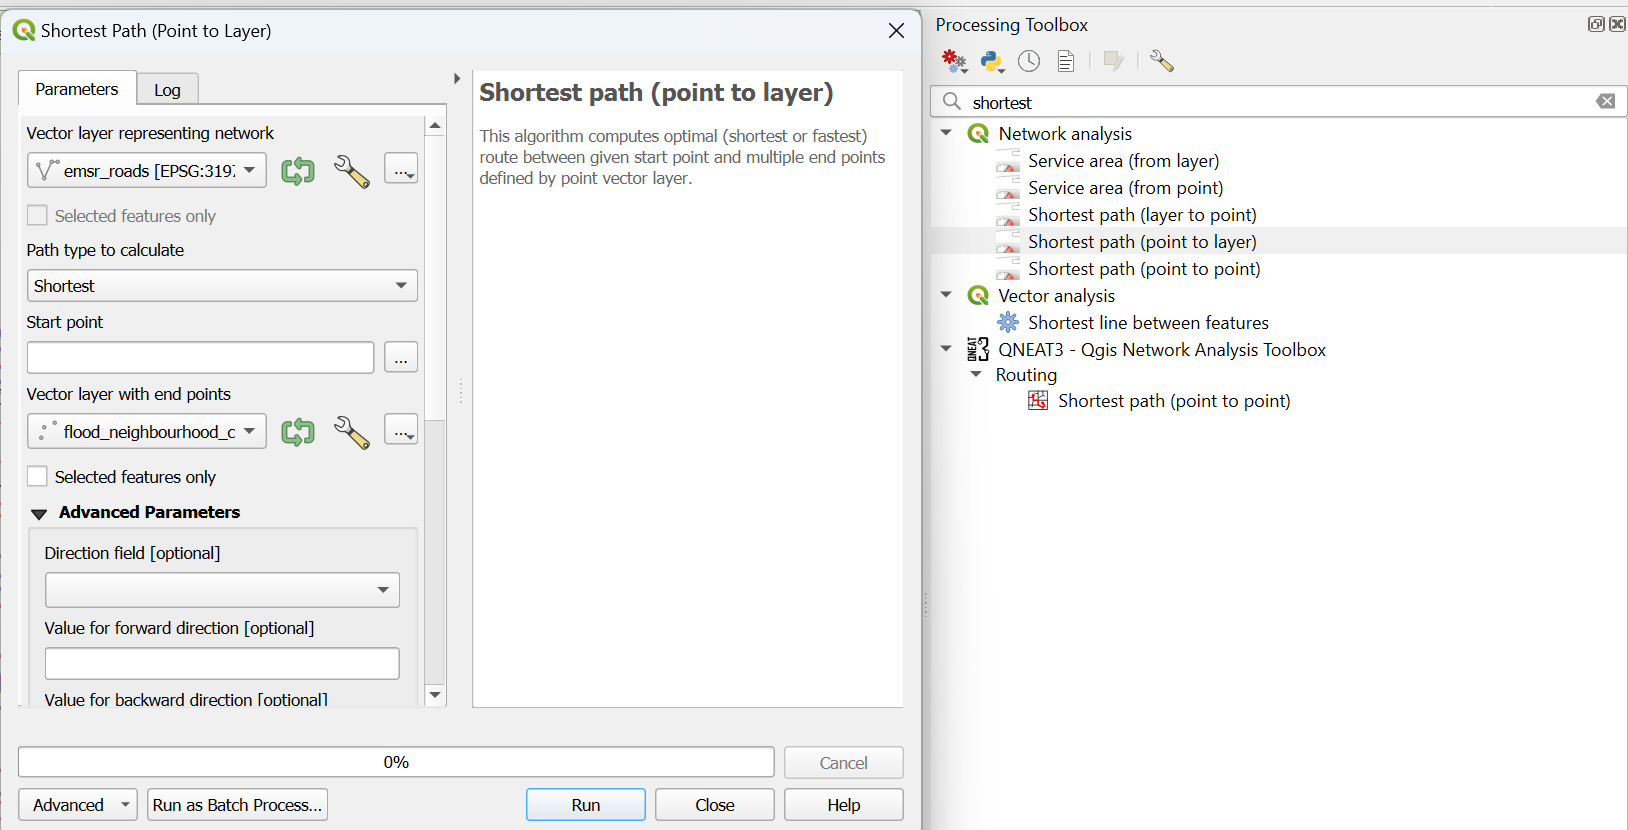 Shortest Path (Point to Layer)
Parameters
Log
Vector layer representing network
emsr_roads [EPSG:3197
...
Selected features only
Path type to calculate
Shortest
Start point
...
Vector layer with end points
flood_neighbourhood_c
...
Selected features only
Advanced Parameters
Direction field [optional]
Value for forward direction [optional]
Value for backward direction [optional]
Shortest path (point to layer)
This algorithm computes optimal (shortest or fastest)
route between given start point and multiple end points
defined by point vector layer.
0%
Cancel
Advanced
Run as Batch Process...
Run
Close
Help
Processing Toolbox
shortest
Network analysis
Service area (from layer)
Service area (from point)
Shortest path (layer to point)
Shortest path (point to layer)
Shortest path (point to point)
Vector analysis
Shortest line between features
QNEAT3
QNEAT3 - Qgis Network Analysis Toolbox
Routing
Shortest path (point to point)